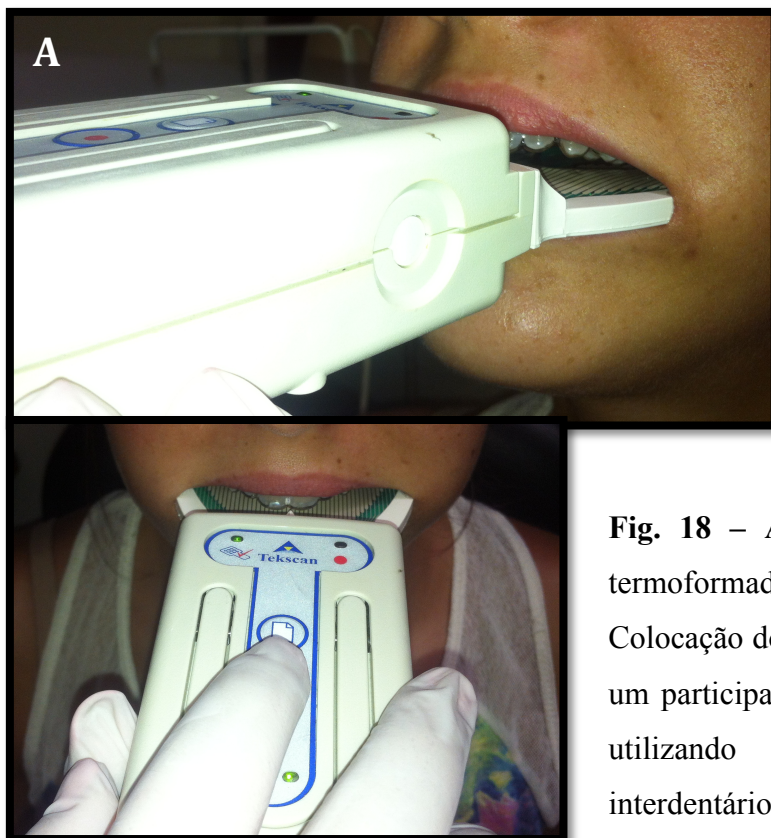 A
Tekscan
Fig. 18 –
termoformad
Colocação d
um participa
utilizando
interdentário